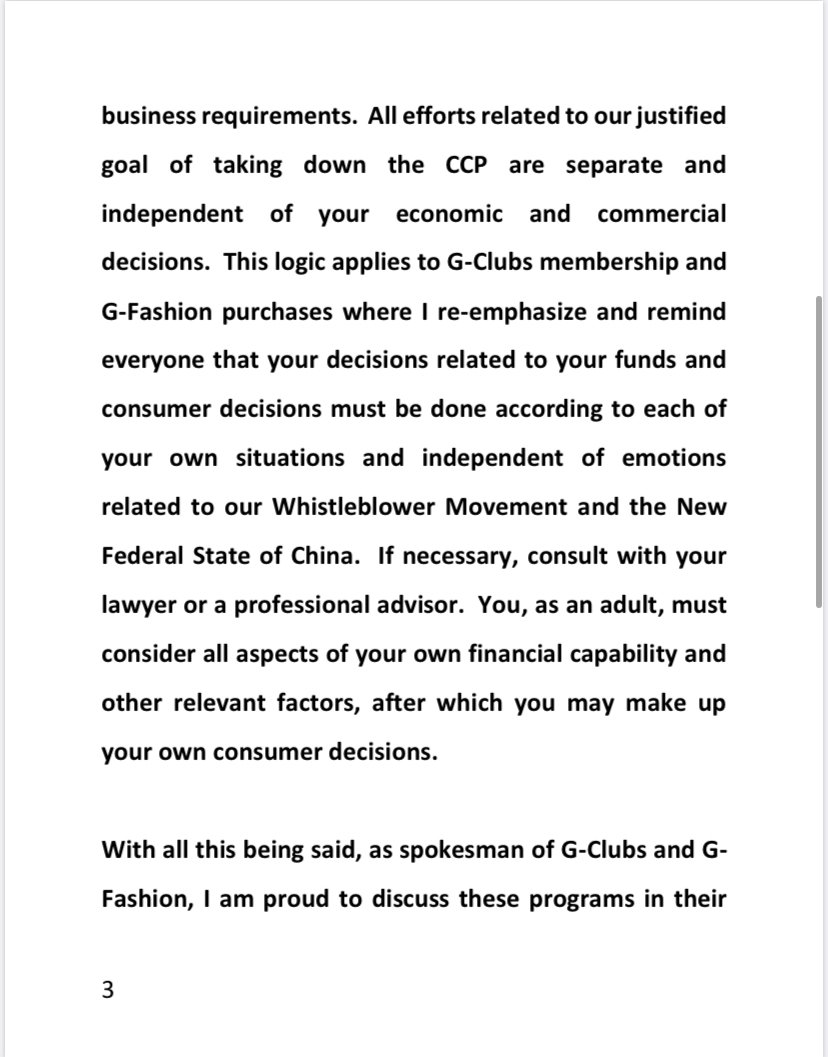 business requirements.  All efforts related to our justified
goal of taking down the CCP are separate and
independent of your economic and commercial
decisions.  This logic applies to G-Clubs membership and
G-Fashion purchases where I re-emphasize and remind
everyone that your decisions related to your funds and
consumer decisions must be done according to each of
your own situations and independent of emotions
related to our Whistleblower Movement and the New
Federal State of China.  If necessary, consult with your
lawyer or a professional advisor.  You, as an adult, must
consider all aspects of your own financial capability and
other relevant factors, after which you may make up
your own consumer decisions.
With all this being said, as spokesman of G-Clubs and G-
Fashion, I am proud to discuss these programs in their
3